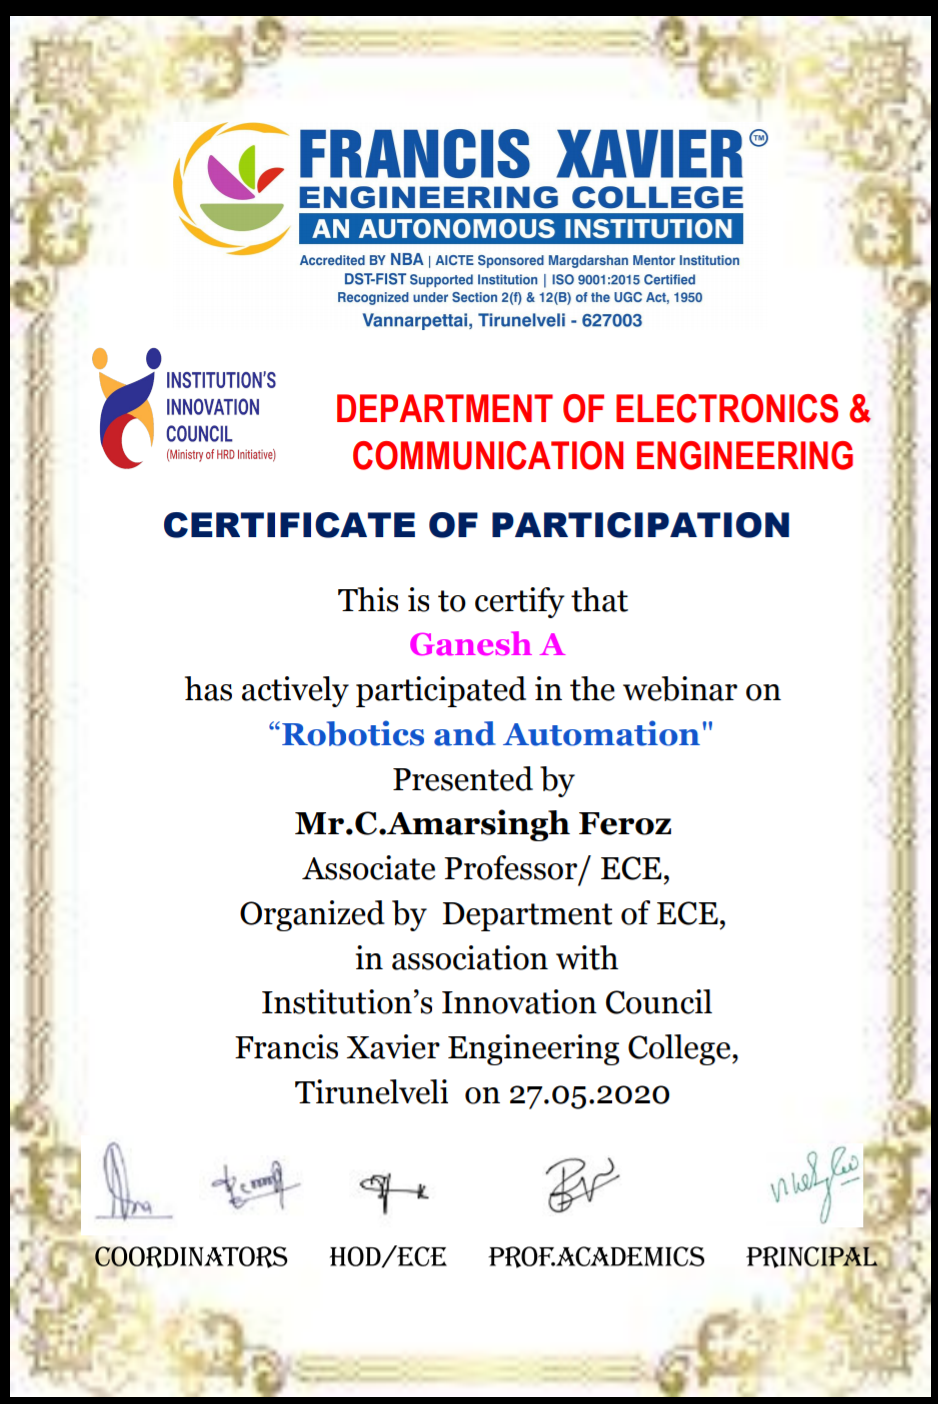 FRANCIS XAVIER TM
ENGINEERING COLLEGE
AN AUTONOMOUS INSTITUTION
Accredited BY NBA | AICTE Sponsored Margdarshan Mentor Institution
DST-FIST Supported Institution | ISO 9001:2015 Certified
Recognized under Section 2(f) & 12(B) of the UGC Act, 1950
Vannarpettai, Tirunelveli - 627003
INSTITUTION'S
INNOVATION
COUNCIL
(Ministry of HRD Initiative)
DEPARTMENT OF ELECTRONICS &
COMMUNICATION ENGINEERING
CERTIFICATE OF PARTICIPATION
This is to certify that
Ganesh A
has actively participated in the webinar on
“Robotics and Automation"
Presented by
Mr.C.Amarsingh Feroz
Associate Professor/ ECE,
Organized by Department of ECE,
in association with
Institution’s Innovation Council
Francis Xavier Engineering College,
Tirunelveli on 27.05.2020
COORDINATORS HOD/ECE PROF.ACADEMICS PRINCIPAL